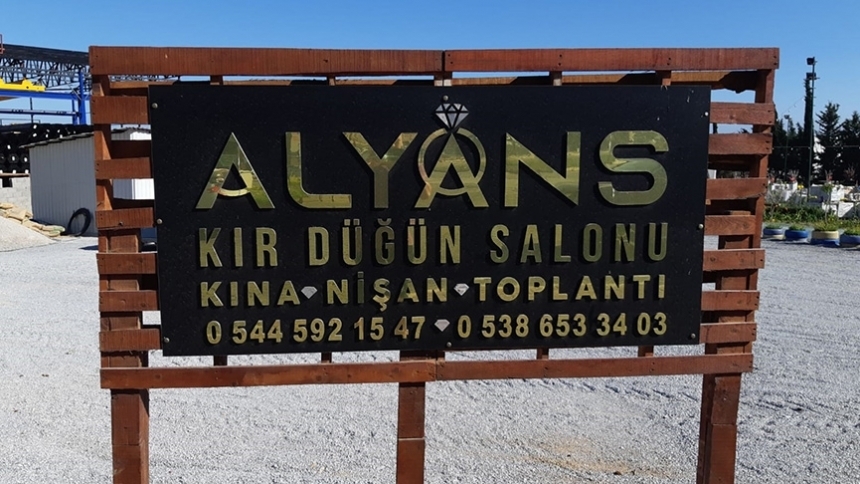 ALYANS
KIR DÜĞÜN SALONU
KINA NİŞAN TOPLANTI
0 544 592 15 47 0 538 653 34 03